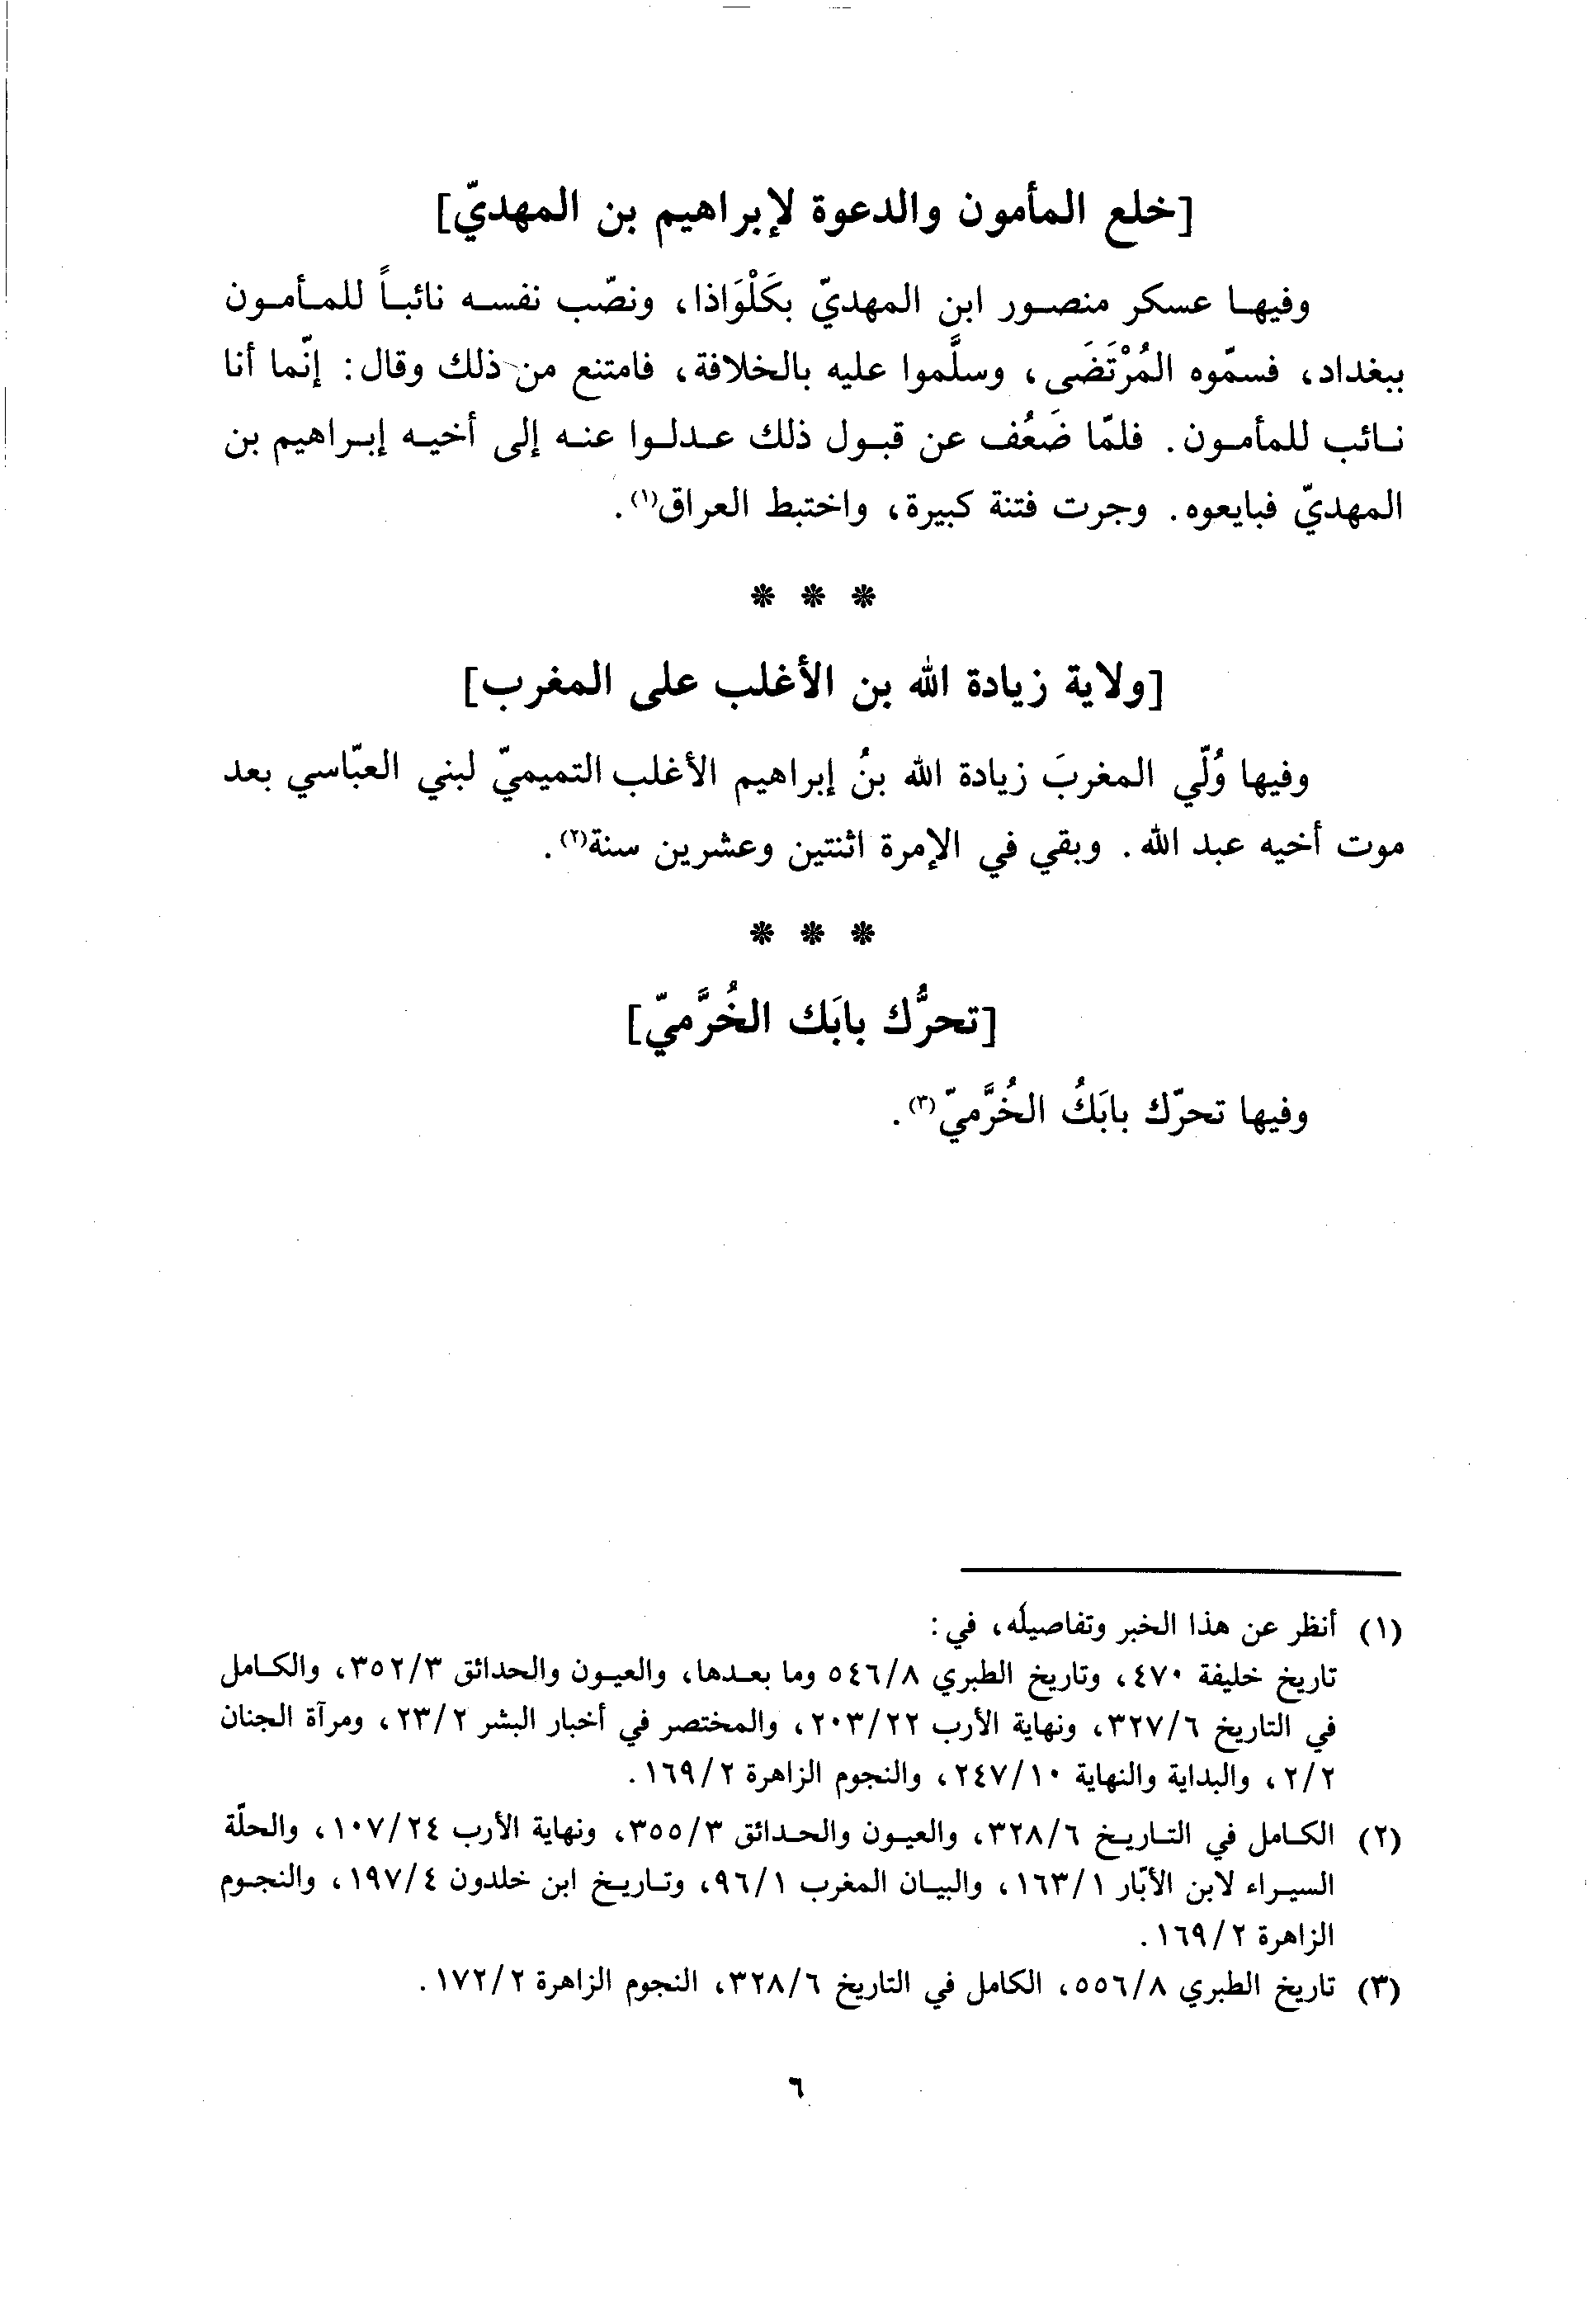 [خلع المأمون والدعوة لإبراهيم بن المهديّ]
وفيها عسكر منصور ابن المهديّ بكَلْوَاذا، ونصّب نفسه نائباً للمأمون
ببغداد، فسمّوه المُرْتَضَى، وسلَّموا عليه بالخلافة، فامتنع من ذلك وقال: إنّما أنا
نائب للمأمون. فلمّا ضَعُف عن قبول ذلك عدلوا عنه إلى أخيه إبراهيم بن
المهديّ فبايعوه. وجرت فتنة كبيرة، واختبط العراق(١).
* * *
[ولاية زيادة الله بن الأغلب على المغرب]
وفيها وُلّي المغربَ زيادة الله بنُ إبراهيم الأغلب التميميّ لبني العبّاسي بعد
موت أخيه عبد الله. وبقي في الإمرة اثنتين وعشرين سنة(٢).
* * *
[تحرُّك بابَك الخُرَّميّ]
وفيها تحرّك بابَكُ الخُرَّميّ(٣).
(١) أنظر عن هذا الخبر وتفاصيله، في:
تاريخ خليفة ٤٧٠، وتاريخ الطبري ٥٤٦/٨ وما بعدها، والعيون والحدائق ٣٥٢/٣، والكامل
في التاريخ ٣٢٧/٦، ونهاية الأرب ٢٠٣/٢٢، والمختصر في أخبار البشر ٢٣/٢، ومرآة الجنان
٢/٢، والبداية والنهاية ٢٤٧/١٠، والنجوم الزاهرة ١٦٩/٢.
(٢) الكامل في التاريخ ٣٢٨/٦، والعيون والحدائق ٣٥٥/٣، ونهاية الأرب ١٠٧/٢٤، والحلّة
السيراء لابن الأبّار ١٦٣/١، والبيان المغرب ٩٦/١، وتاريخ ابن خلدون ١٩٧/٤، والنجوم
الزاهرة ١٦٩/٢.
(٣) تاريخ الطبري ٥٥٦/٨، الكامل في التاريخ ٣٢٨/٦، النجوم الزاهرة ١٧٢/٢.
٦